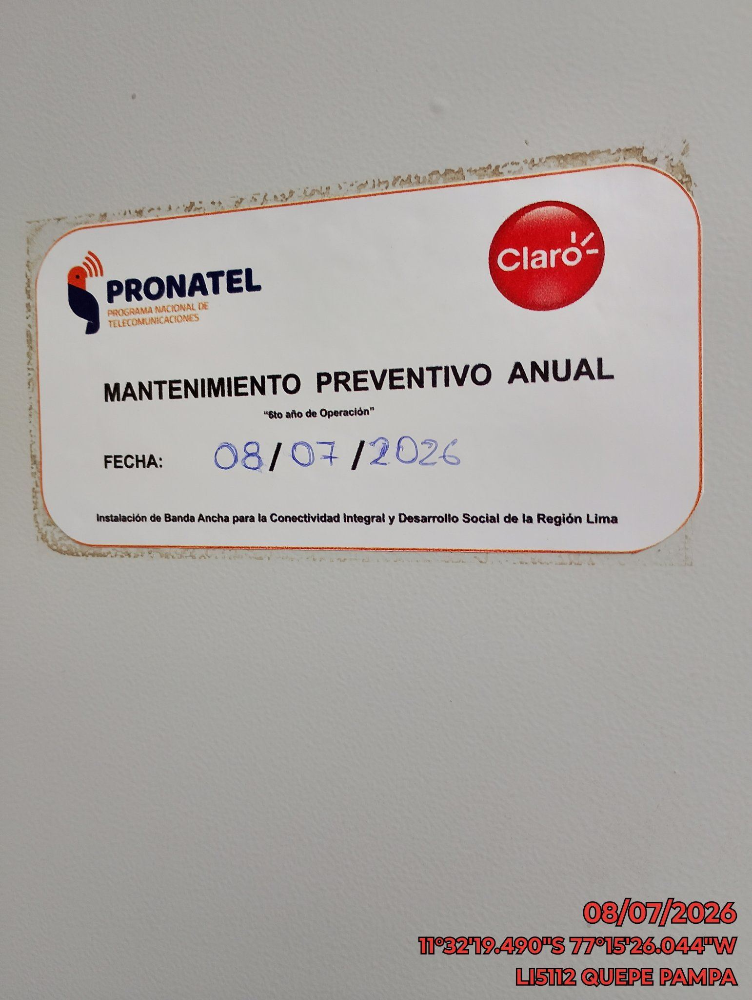 PRONATEL
PROGRAMA NACIONAL DE
TELECOMUNICACIONES
Claro
MANTENIMIENTO PREVENTIVO ANUAL
“6to año de Operación”
FECHA: 08/07/2026
Instalación de Banda Ancha para la Conectividad Integral y Desarrollo Social de la Región Lima
08/07/2026
11°32'19.490"S 77°15'26.044"W
LI5112 QUEPE PAMPA